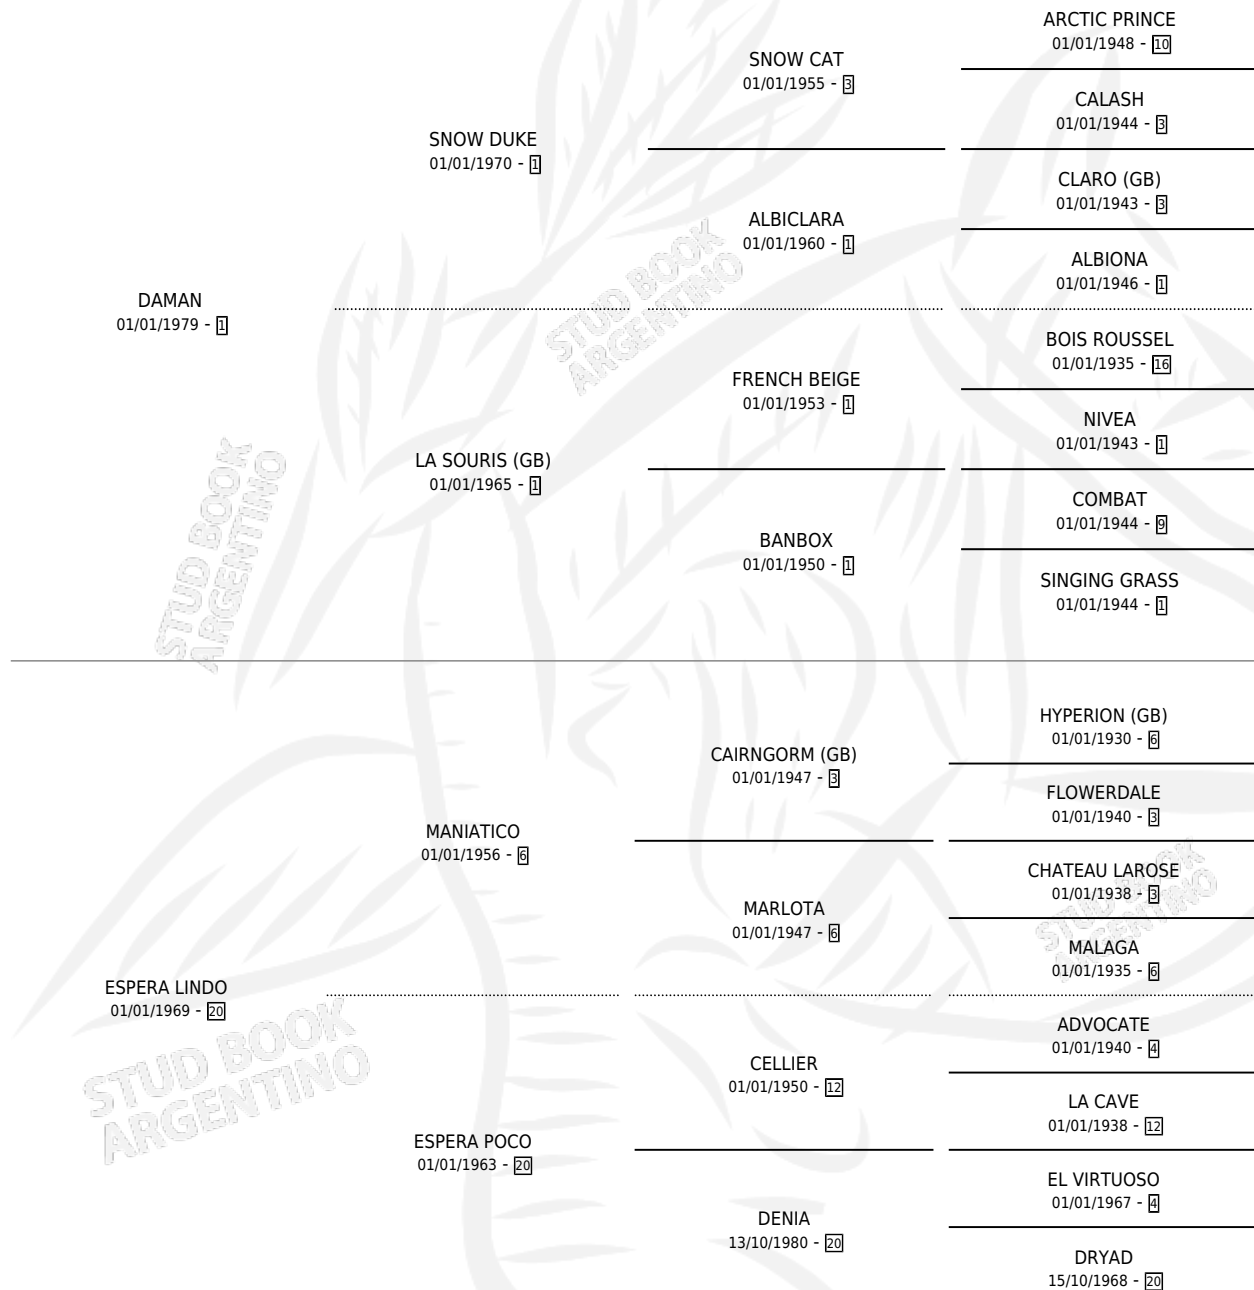 ARCTIC PRINCE
01/01/1948 - 10
SNOW CAT
01/01/1955 - 3
CALASH
01/01/1944 - 3
SNOW DUKE
01/01/1970 - 1
CLARO (GB)
01/01/1943 - 3
ALBICLARA
01/01/1960 - 1
ALBIONA
01/01/1946 - 1
DAMAN
01/01/1979 - 1
BOIS ROUSSEL
01/01/1935 - 16
FRENCH BEIGE
01/01/1953 - 1
NIVEA
01/01/1943 - 1
LA SOURIS (GB)
01/01/1965 - 1
COMBAT
01/01/1944 - 9
BANBOX
01/01/1950 - 1
SINGING GRASS
01/01/1944 - 1
HYPERION (GB)
01/01/1930 - 6
CAIRNGORM (GB)
01/01/1947 - 3
FLOWERDALE
01/01/1940 - 3
MANIATICO
01/01/1956 - 6
CHATEAU LAROSE
01/01/1938 - 3
MARLOTA
01/01/1947 - 6
MALAGA
01/01/1935 - 6
ESPERA LINDO
01/01/1969 - 20
ADVOCATE
01/01/1940 - 4
CELLIER
01/01/1950 - 12
LA CAVE
01/01/1938 - 12
ESPERA POCO
01/01/1963 - 20
EL VIRTUOSO
01/01/1967 - 4
DENIA
13/10/1980 - 20
DRYAD
15/10/1968 - 20
STUD BOOK
ARGENTINO
STUD BOOK
ARGENTINO
STUD BOOK
ARGENTINO
STUD BOOK
ARGENTINO